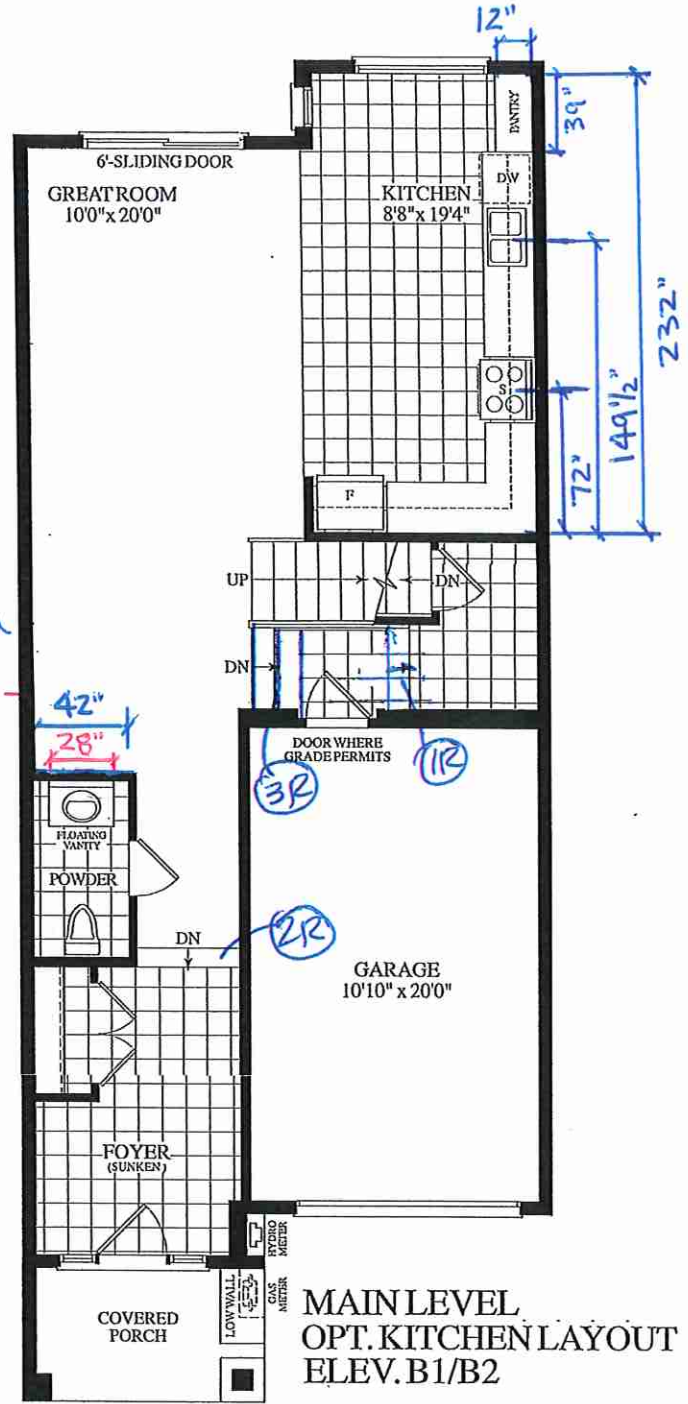 12"
PANTRY
39"
6'-SLIDING DOOR
GREATROOM
10'0" x 20'0"
KITCHEN
8'8" x 19'4"
DW
232"
S
149 1/2"
72"
F
UP
DN
DN
42"
28"
DOOR WHERE
GRADE PERMITS
3R
1R
FLOATING
VANITY
POWDER
DN
2R
GARAGE
10'10" x 20'0"
FOYER
(SUNKEN)
HYDRO
METER
LOW WALL
GAS
METER
COVERED
PORCH
MAIN LEVEL
OPT. KITCHEN LAYOUT
ELEV. B1/B2